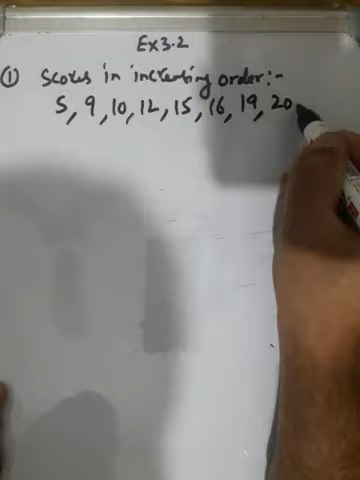 Ex3.2
① Scores in increasing order:-
5, 9, 10, 12, 15, 16, 19, 20